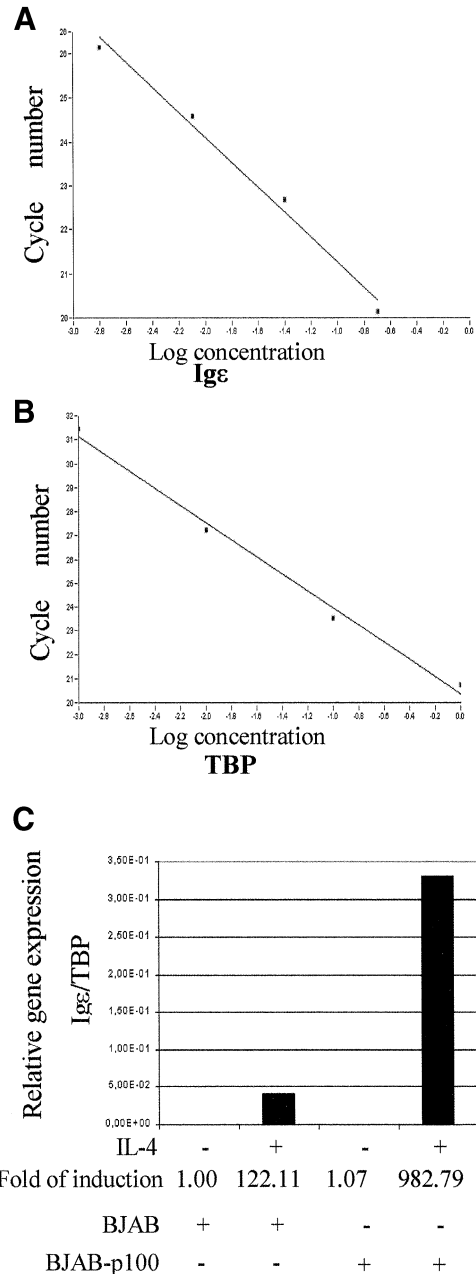 A
26
25
24
23
22
21
20
Cycle number
-3.0 -2.8 -2.6 -2.4 -2.2 -2.0 -1.8 -1.6 -1.4 -1.2 -1.0 -0.8 -0.6 -0.4 -0.2 0.0
Log concentration
Igε
B
32
31
30
29
28
27
26
25
24
23
22
21
20
Cycle number
-3.0 -2.8 -2.6 -2.4 -2.2 -2.0 -1.8 -1.6 -1.4 -1.2 -1.0 -0.8 -0.6 -0.4 -0.2 0.0
Log concentration
TBP
C
Relative gene expression
Igε/TBP
3,50E-01
3,00E-01
2,50E-01
2,00E-01
1,50E-01
1,00E-01
5,00E-02
0,00E+00
IL-4 - + - +
Fold of induction 1.00 122.11 1.07 982.79
BJAB + + - -
BJAB-p100 - - + +